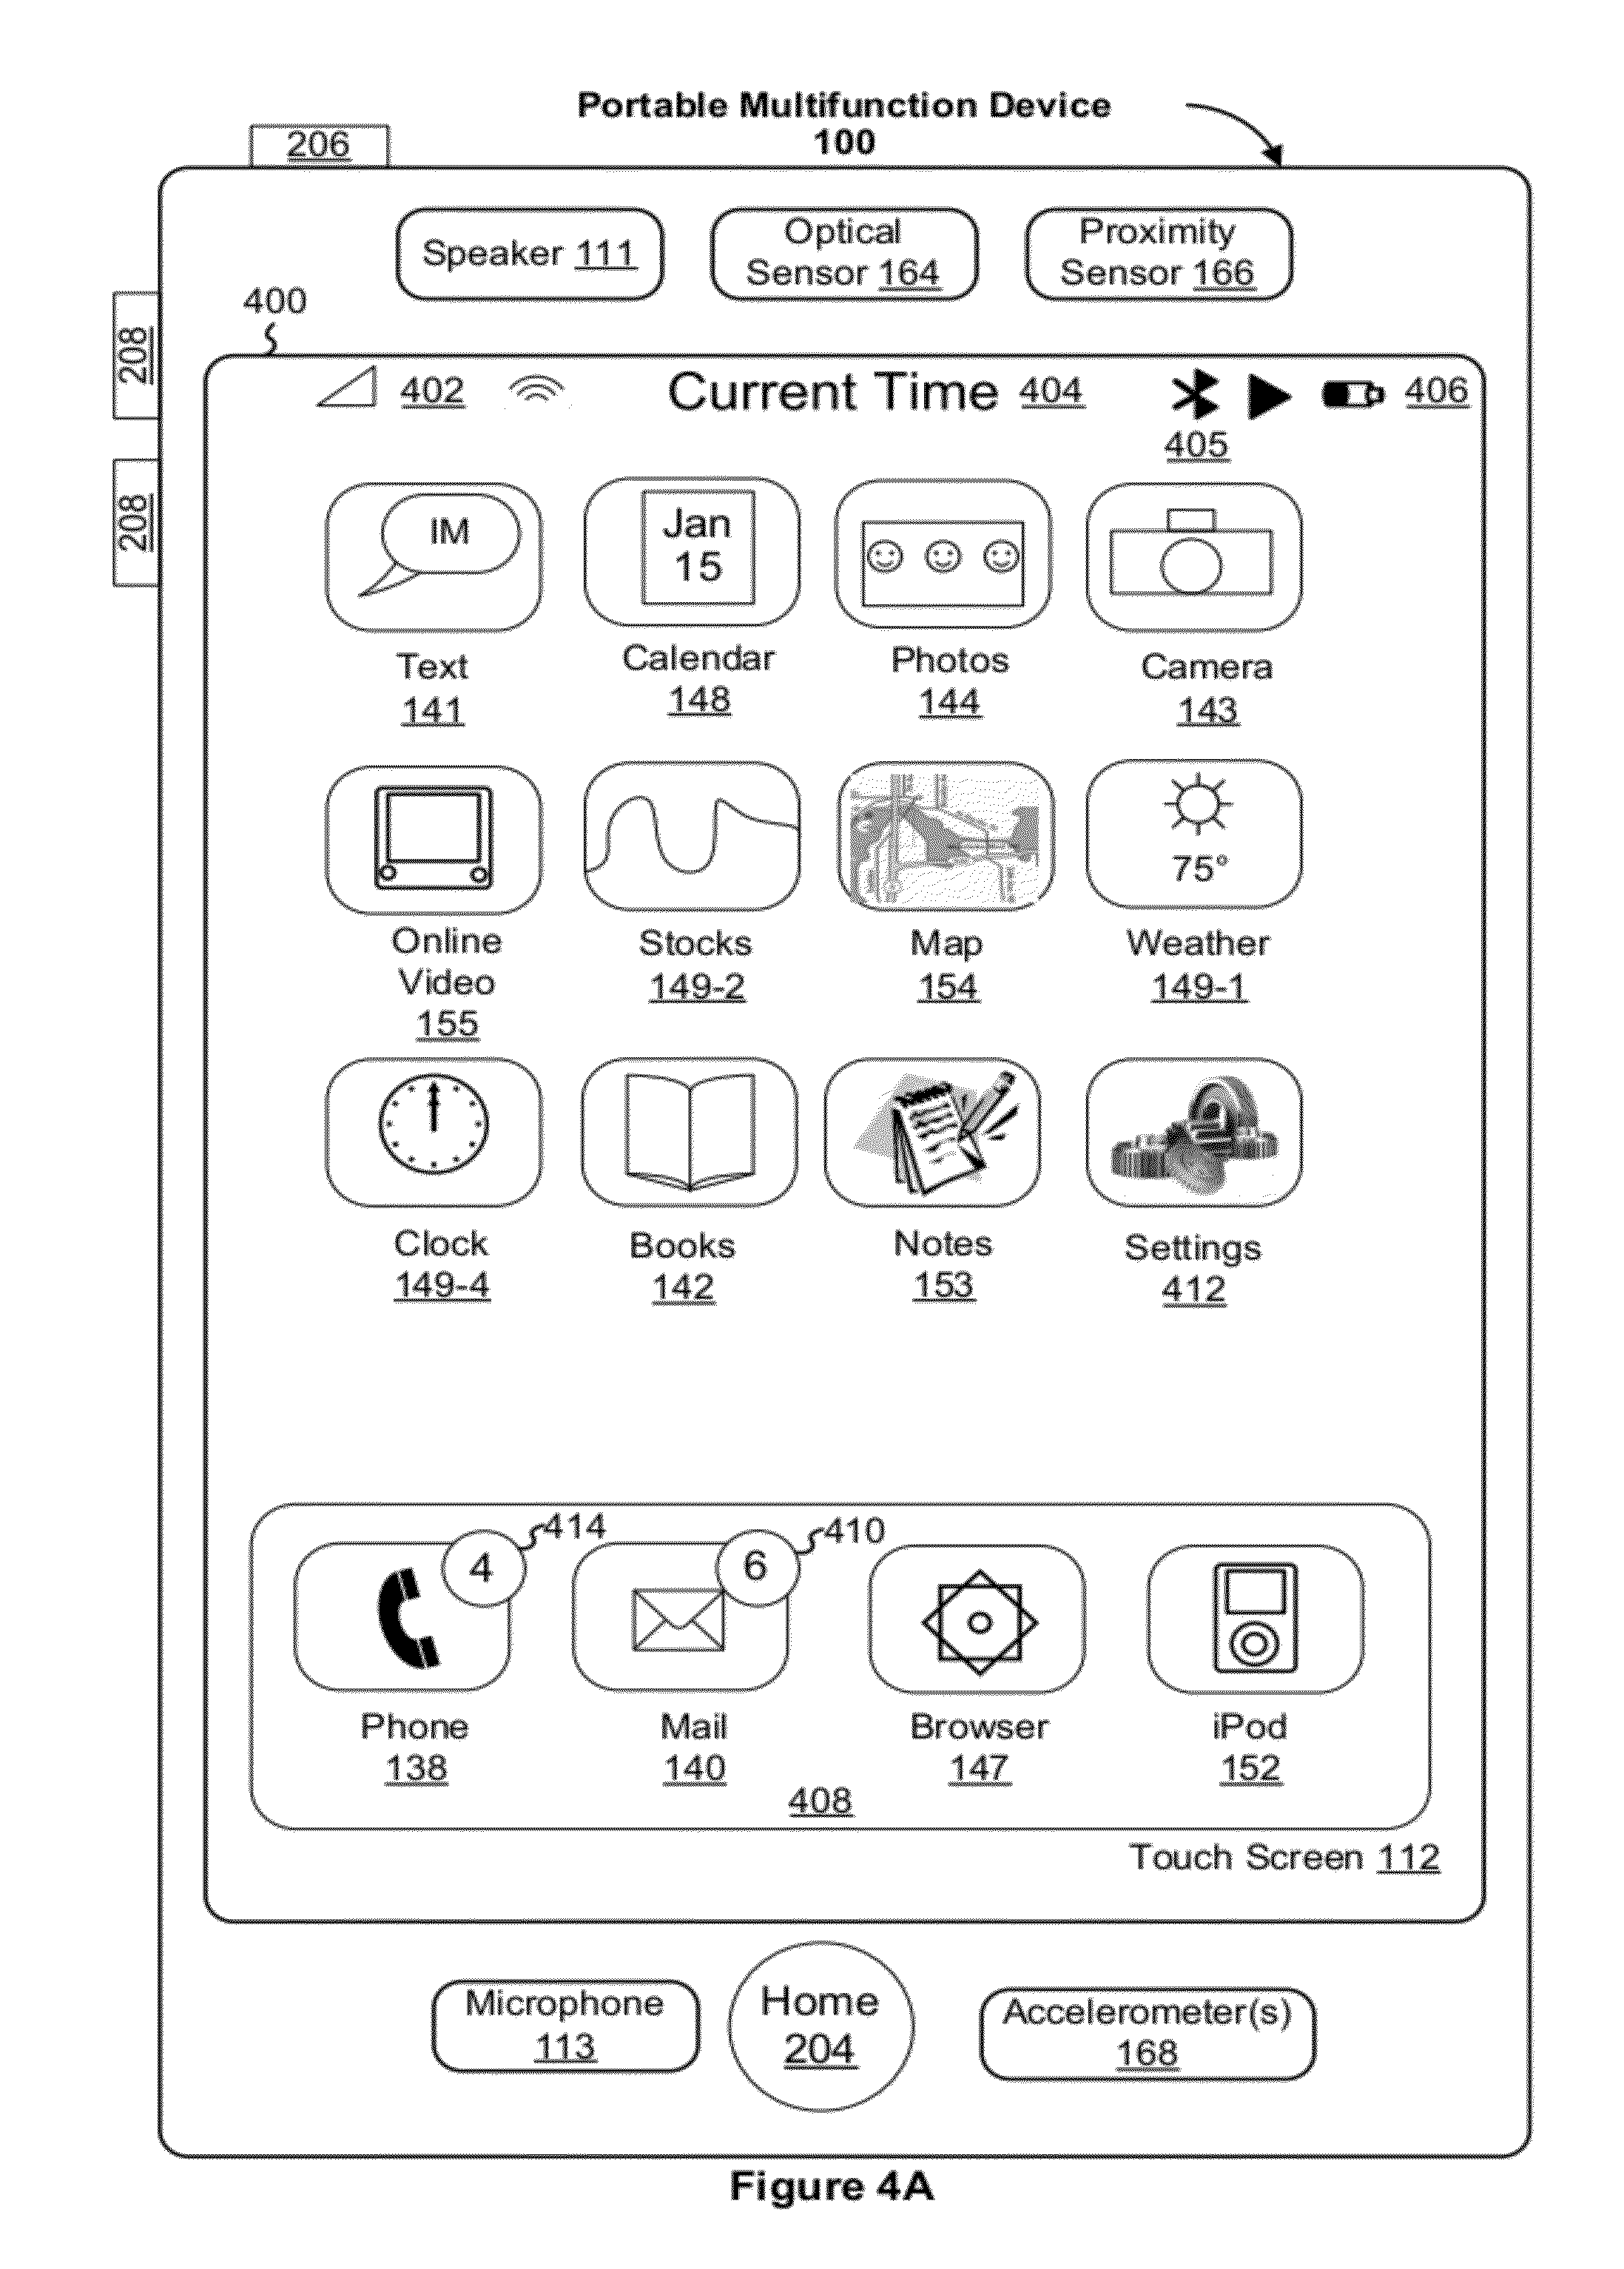 Portable Multifunction Device
100
206
Speaker 111
Optical
Sensor 164
Proximity
Sensor 166
400
208
208
402
Current Time 404
405
406
IM
Jan
15
Text
141
Calendar
148
Photos
144
Camera
143
75°
Online
Video
155
Stocks
149-2
Map
154
Weather
149-1
Clock
149-4
Books
142
Notes
153
Settings
412
4
414
6
410
Phone
138
Mail
140
Browser
147
iPod
152
408
Touch Screen 112
Microphone
113
Home
204
Accelerometer(s)
168
Figure 4A